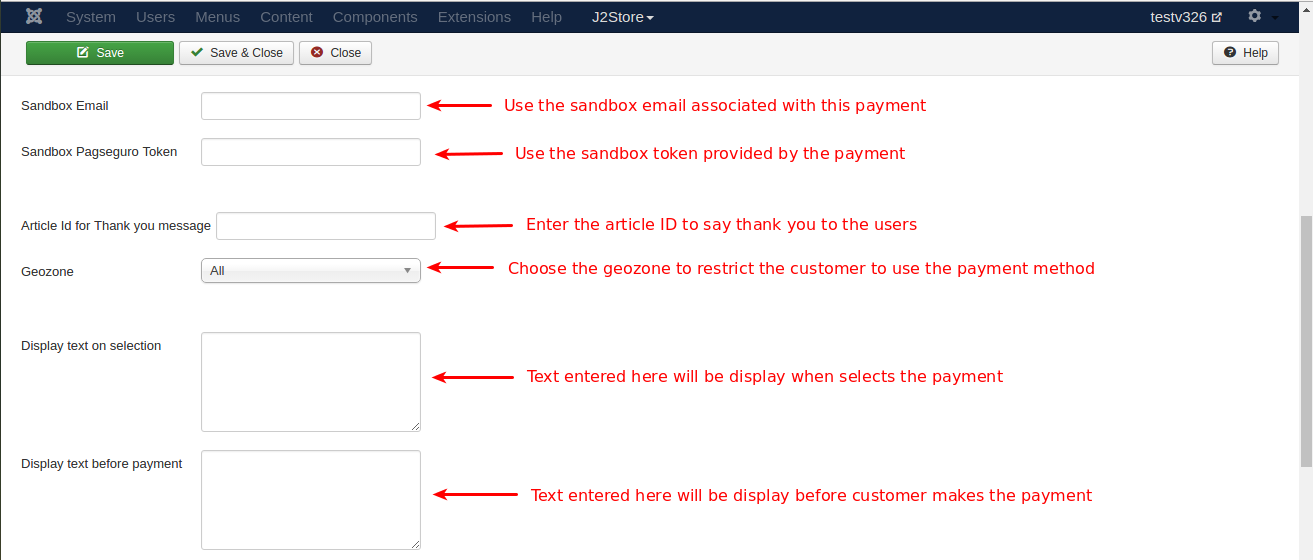 System Users Menus Content Components Extensions Help J2Store testv326
Save Save & Close Close Help
Sandbox Email Use the sandbox email associated with this payment
Sandbox Pagseguro Token Use the sandbox token provided by the payment
Article Id for Thank you message Enter the article ID to say thank you to the users
Geozone All Choose the geozone to restrict the customer to use the payment method
Display text on selection
Text entered here will be display when selects the payment
Display text before payment
Text entered here will be display before customer makes the payment